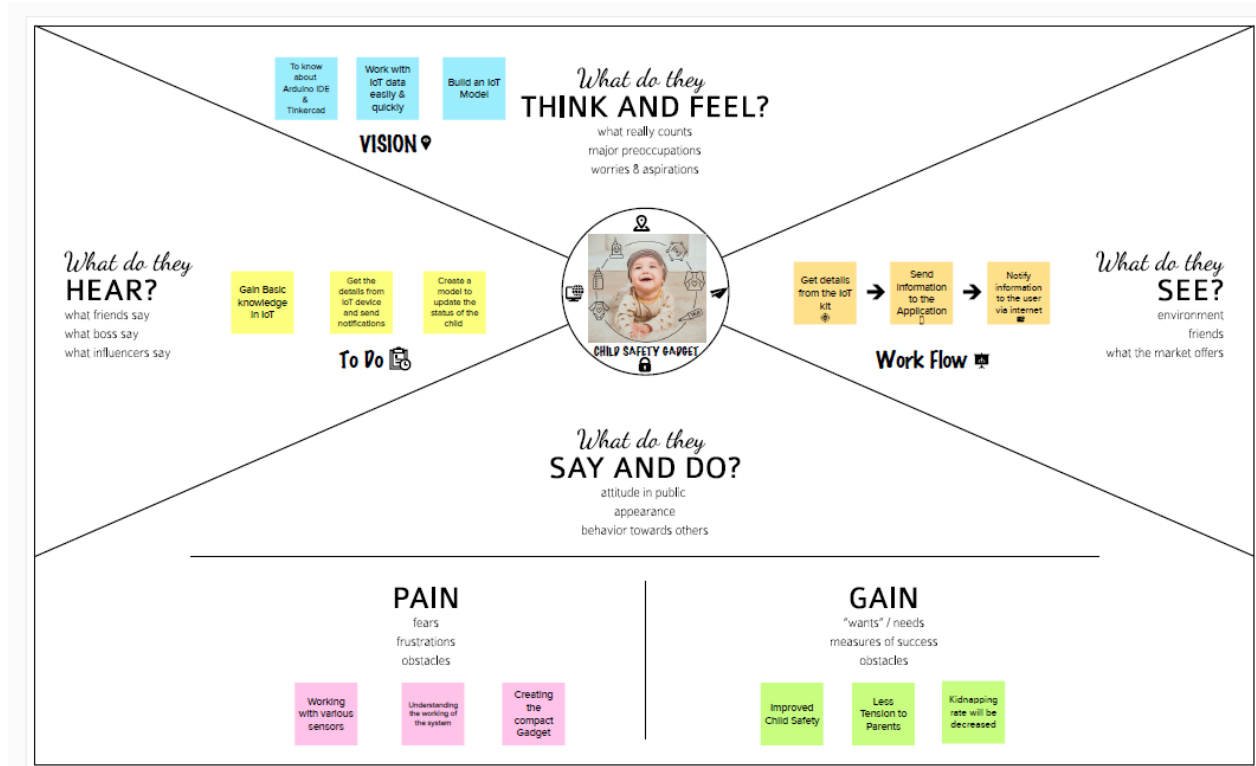 To know
about
Arduino IDE
&
Tinkercad
Work with
IoT data
easily &
quickly
Build an IoT
Model
VISION
What do they
THINK AND FEEL?
what really counts
major preoccupations
worries & aspirations
What do they
HEAR?
what friends say
what boss say
what influencers say
Gain Basic
knowledge
in IoT
Get the
details from
IoT device
and send
notifications
Create a
model to
update the
status of the
child
To Do
CHILD SAFETY GADGET
Get details
from the IoT
kit
Send
Information
to the
Application
Notify
information
to the user
via internet
Work Flow
What do they
SEE?
environment
friends
what the market offers
What do they
SAY AND DO?
attitude in public
appearance
behavior towards others
PAIN
fears
frustrations
obstacles
Working
with various
sensors
Understanding
the working of
the system
Creating
the
compact
Gadget
GAIN
"wants" / needs
measures of success
obstacles
Improved
Child Safety
Less
Tension to
Parents
Kidnapping
rate will be
decreased